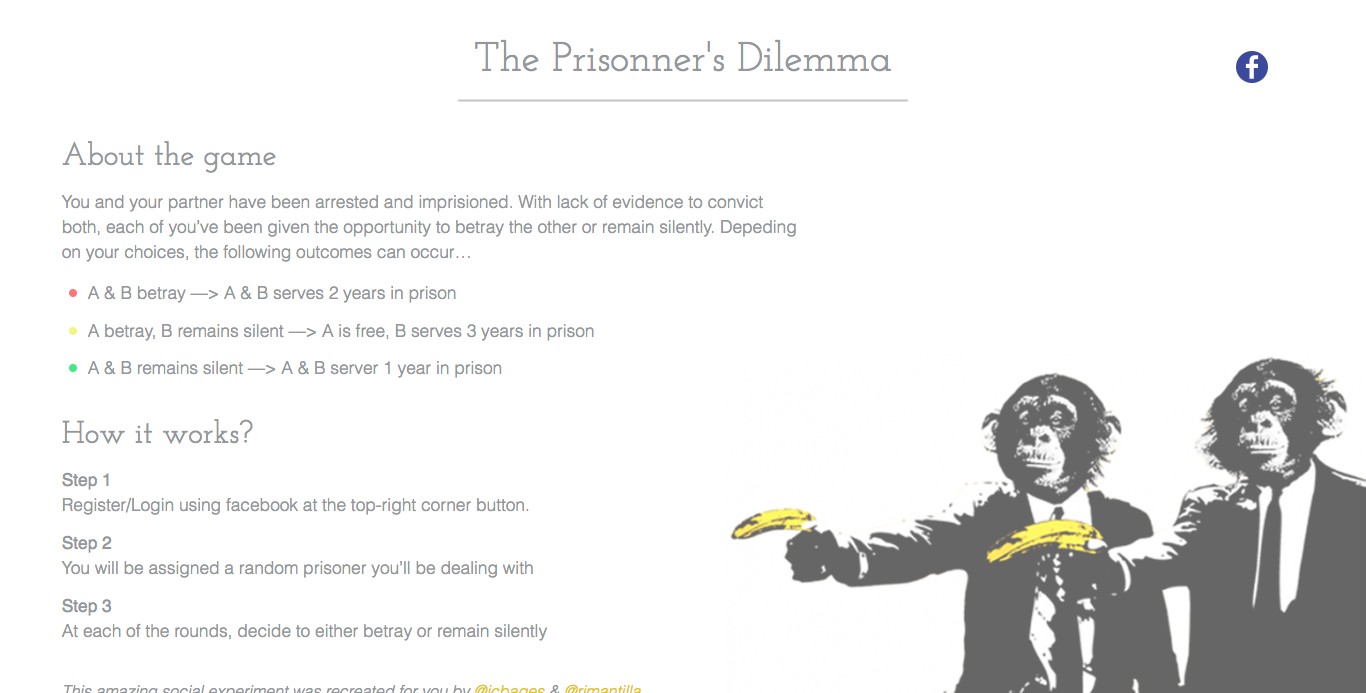 The Prisonner's Dilemma
About the game
You and your partner have been arrested and imprisioned. With lack of evidence to convict
both, each of you’ve been given the opportunity to betray the other or remain silently. Depeding
on your choices, the following outcomes can occur…
A & B betray —> A & B serves 2 years in prison
A betray, B remains silent —> A is free, B serves 3 years in prison
A & B remains silent —> A & B server 1 year in prison
How it works?
Step 1
Register/Login using facebook at the top-right corner button.
Step 2
You will be assigned a random prisoner you’ll be dealing with
Step 3
At each of the rounds, decide to either betray or remain silently
This amazing social experiment was recreated for you by @jcbages & @rjmantilla